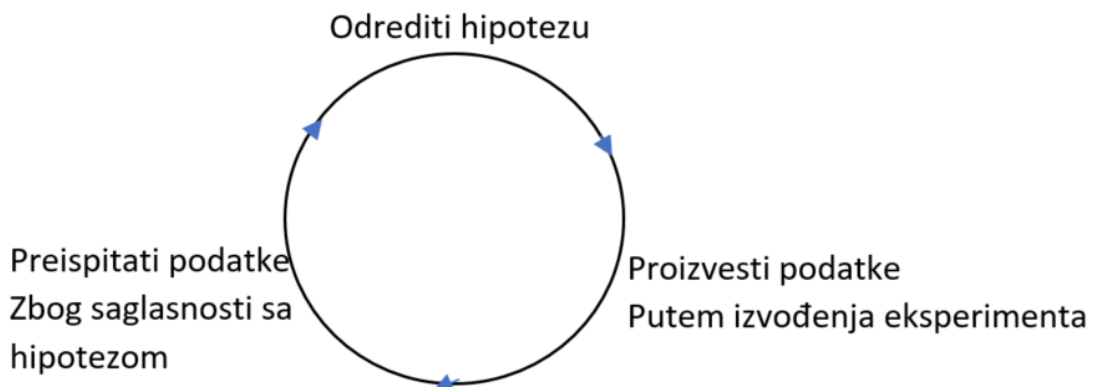 Odrediti hipotezu
Preispitati podatke
Zbog saglasnosti sa
hipotezom
Proizvesti podatke
Putem izvođenja eksperimenta